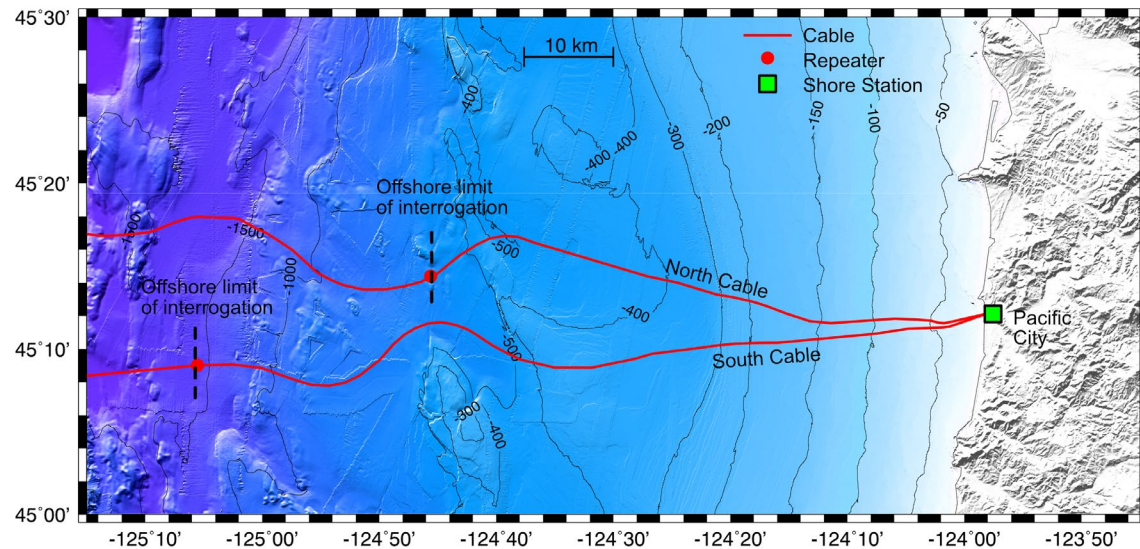 45˚30’
45˚20’
45˚10’
45˚00’
10 km
Cable
Repeater
Shore Station
-400
-400
-400
-300
-200
-150
-100
-50
Offshore limit
of interrogation
-1500
-1500
-500
-1000
North Cable
Offshore limit
of interrogation
-400
Pacific
City
-500
South Cable
-300
-400
-125˚10’
-125˚00’
-124˚50’
-124˚40’
-124˚30’
-124˚20’
-124˚10’
-124˚00’
-123˚50’